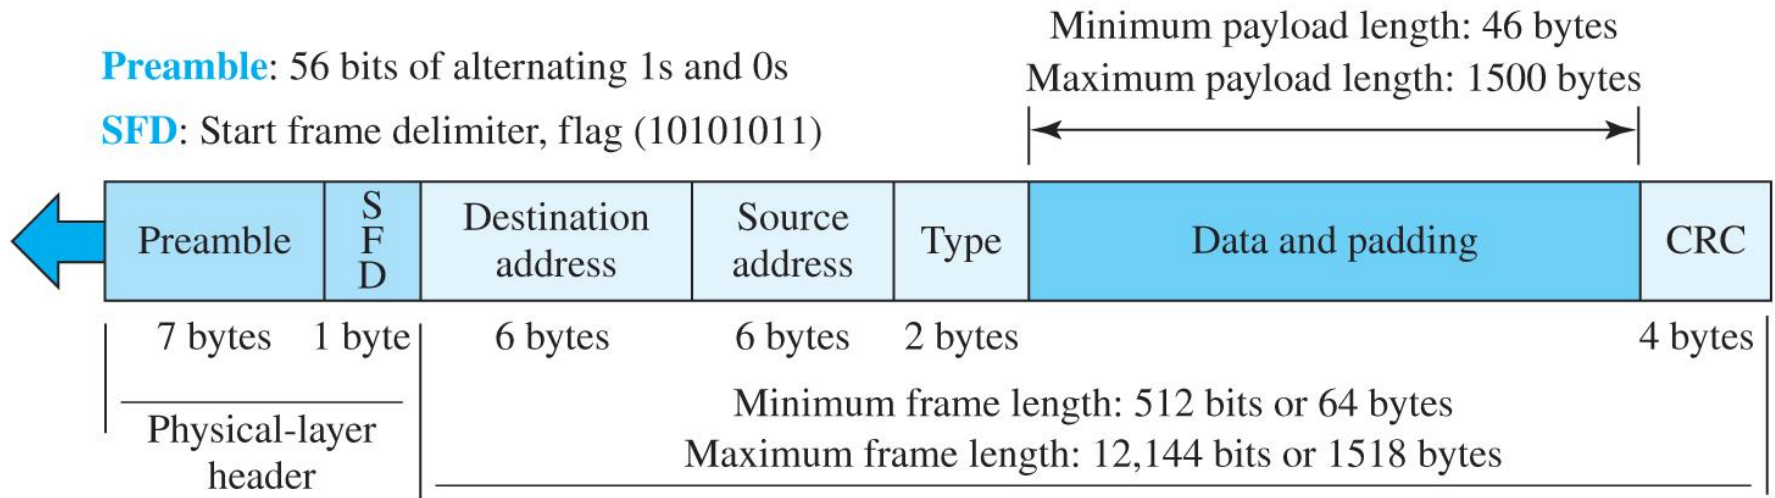 Minimum payload length: 46 bytes
Maximum payload length: 1500 bytes
Preamble: 56 bits of alternating 1s and 0s
SFD: Start frame delimiter, flag (10101011)
Preamble
S
F
D
Destination
address
Source
address
Type
Data and padding
CRC
7 bytes
1 byte
6 bytes
6 bytes
2 bytes
4 bytes
Physical-layer
header
Minimum frame length: 512 bits or 64 bytes
Maximum frame length: 12,144 bits or 1518 bytes